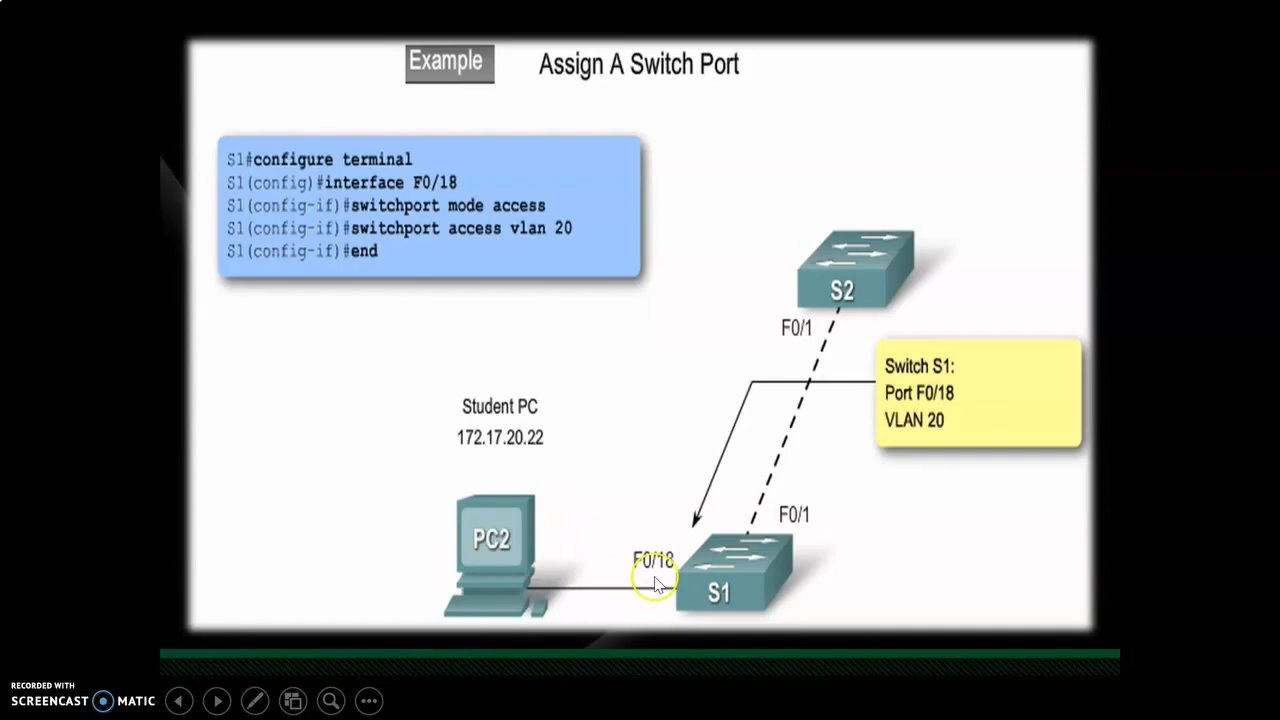 Example
Assign A Switch Port
S1#configure terminal
S1(config)#interface F0/18
S1(config-if)#switchport mode access
S1(config-if)#switchport access vlan 20
S1(config-if)#end
S2
F0/1
Switch S1:
Port F0/18
VLAN 20
Student PC
172.17.20.22
F0/1
PC2
F0/18
S1
RECORDED WITH
SCREENCAST MATIC